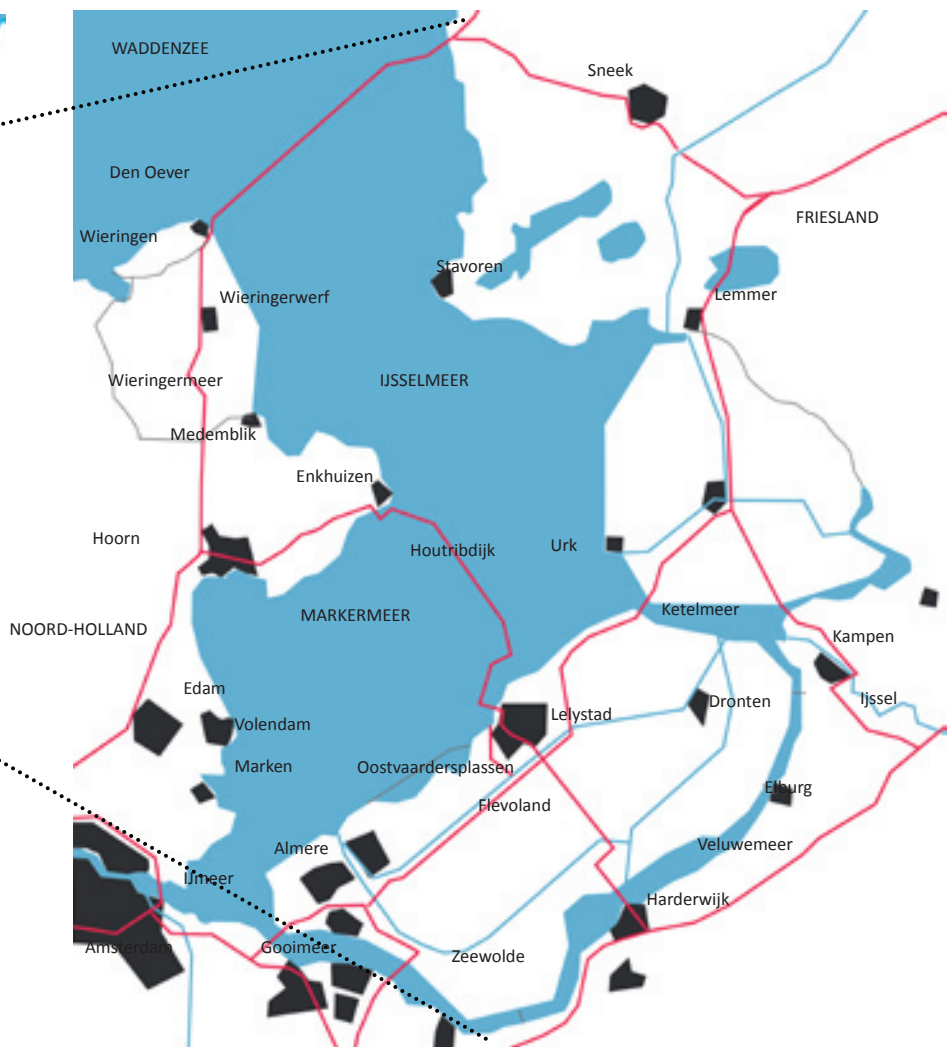 WADDENZEE
Sneek
Den Oever
FRIESLAND
Wieringen
Stavoren
Lemmer
Wieringerwerf
Wieringermeer
IJSSELMEER
Medemblik
Enkhuizen
Hoorn
Houtribdijk
Urk
Ketelmeer
MARKERMEER
NOORD-HOLLAND
Kampen
Edam
Ijssel
Dronten
Lelystad
Volendam
Marken
Oostvaardersplassen
Elburg
Flevoland
Veluwemeer
Almere
IJmeer
Harderwijk
Amsterdam
Gooimeer
Zeewolde